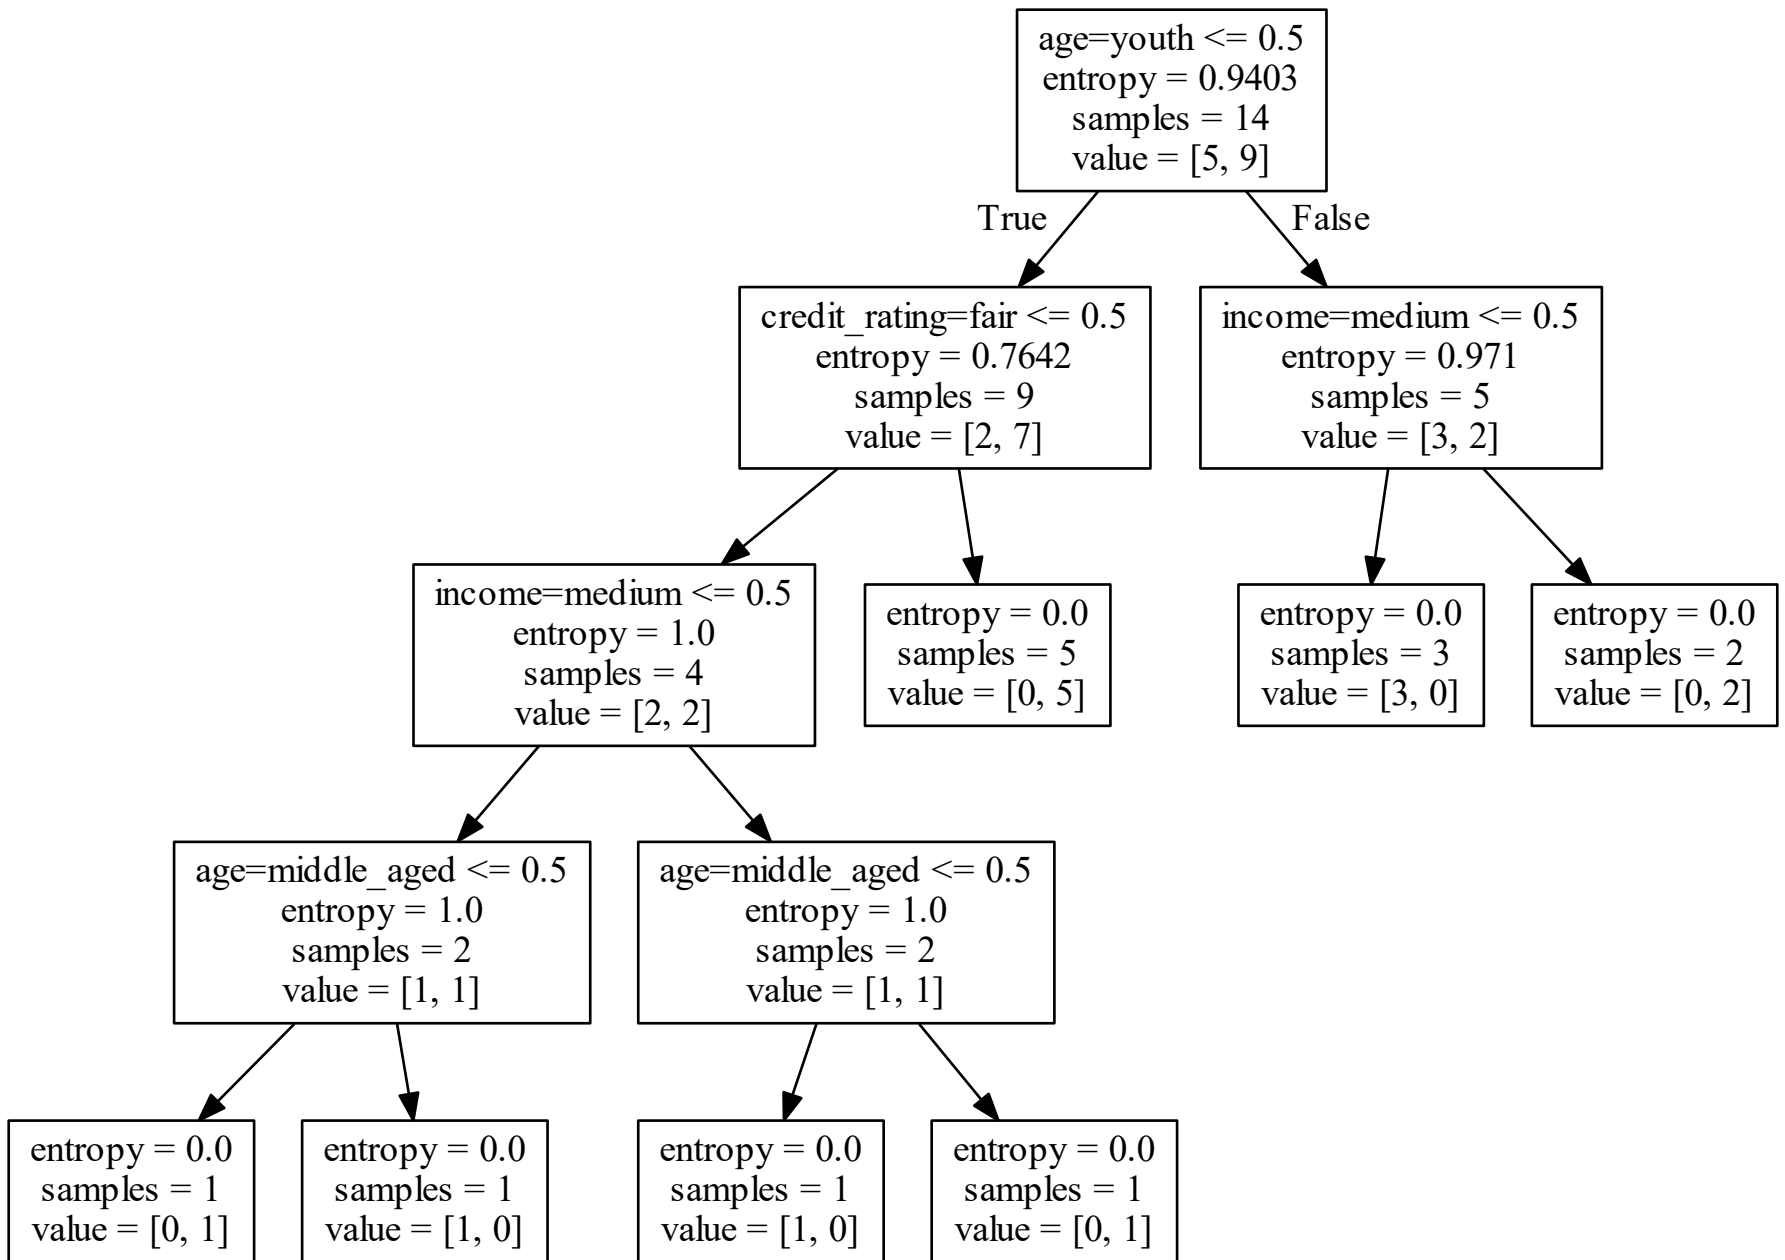 age=youth <= 0.5
entropy = 0.9403
samples = 14
value = [5, 9]
True
False
credit_rating=fair <= 0.5
entropy = 0.7642
samples = 9
value = [2, 7]
income=medium <= 0.5
entropy = 0.971
samples = 5
value = [3, 2]
income=medium <= 0.5
entropy = 1.0
samples = 4
value = [2, 2]
entropy = 0.0
samples = 5
value = [0, 5]
entropy = 0.0
samples = 3
value = [3, 0]
entropy = 0.0
samples = 2
value = [0, 2]
age=middle_aged <= 0.5
entropy = 1.0
samples = 2
value = [1, 1]
age=middle_aged <= 0.5
entropy = 1.0
samples = 2
value = [1, 1]
entropy = 0.0
samples = 1
value = [0, 1]
entropy = 0.0
samples = 1
value = [1, 0]
entropy = 0.0
samples = 1
value = [1, 0]
entropy = 0.0
samples = 1
value = [0, 1]